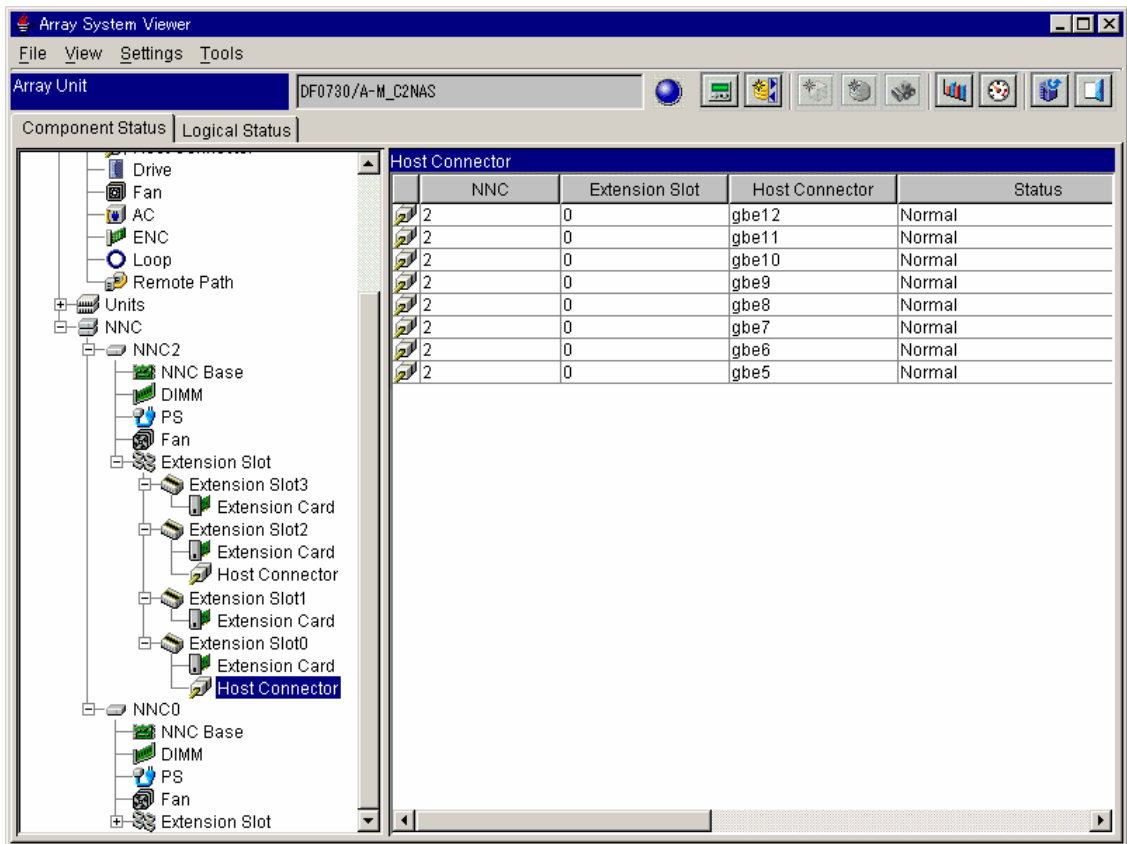 Array System Viewer
File View Settings Tools
Array Unit DF0730/A-M_C2NAS
Component Status Logical Status
Drive
Fan
AC
ENC
Loop
Remote Path
Units
NNC
NNC2
NNC Base
DIMM
PS
Fan
Extension Slot
Extension Slot3
Extension Card
Extension Slot2
Extension Card
Host Connector
Extension Slot1
Extension Card
Extension Slot0
Extension Card
Host Connector
NNC0
NNC Base
DIMM
PS
Fan
Extension Slot
Host Connector
NNC Extension Slot Host Connector Status
2 0 gbe12 Normal
2 0 gbe11 Normal
2 0 gbe10 Normal
2 0 gbe9 Normal
2 0 gbe8 Normal
2 0 gbe7 Normal
2 0 gbe6 Normal
2 0 gbe5 Normal